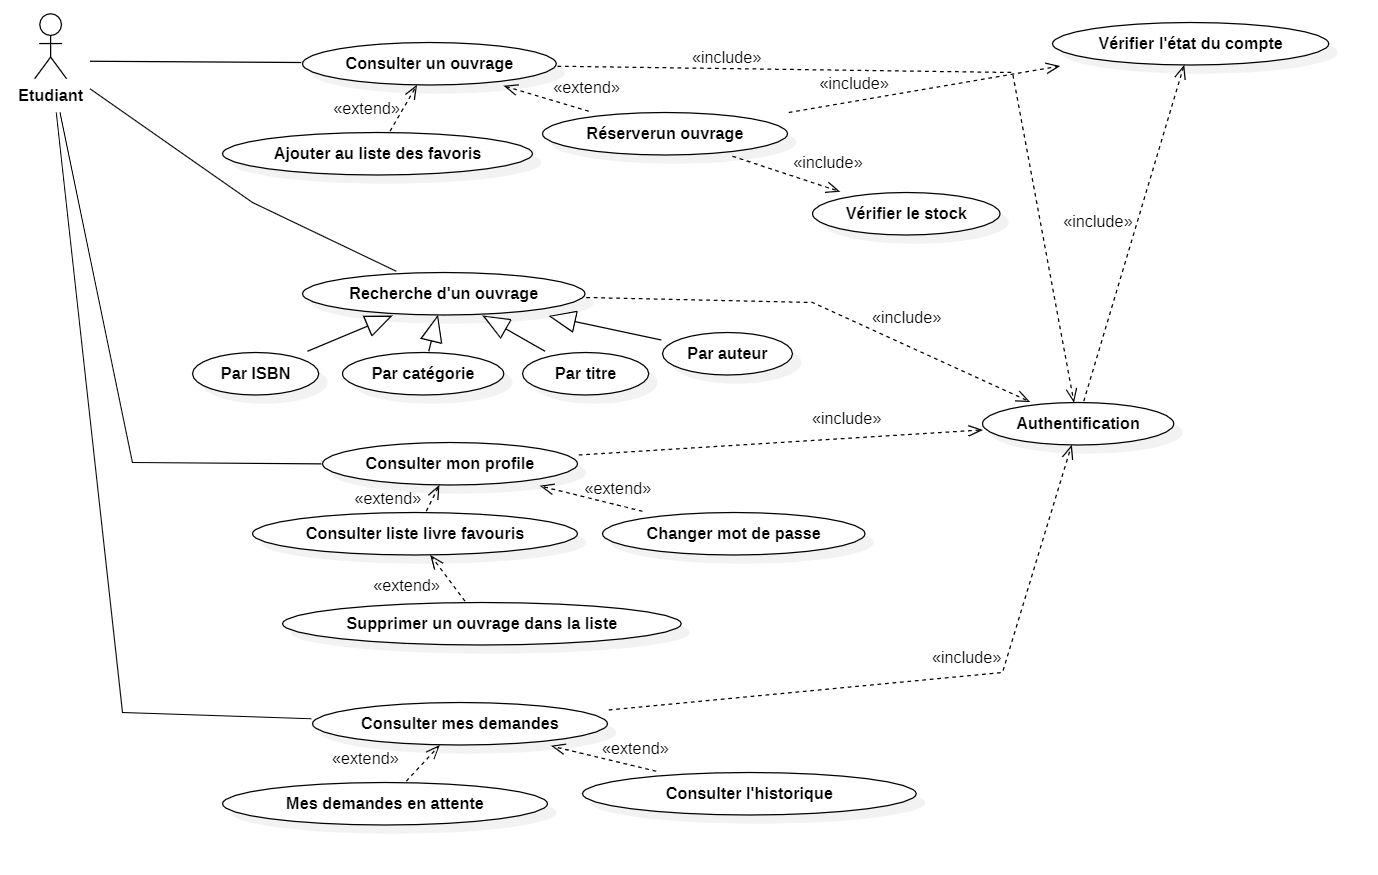 Vérifier l'état du compte
Consulter un ouvrage
«include»
«include»
«extend»
Etudiant
«extend»
Réserverun ouvrage
Ajouter au liste des favoris
«include»
Vérifier le stock
«include»
Recherche d'un ouvrage
«include»
Par auteur
Par ISBN
Par catégorie
Par titre
«include»
Authentification
Consulter mon profile
«extend»
«extend»
Consulter liste livre favouris
Changer mot de passe
«extend»
Supprimer un ouvrage dans la liste
«include»
Consulter mes demandes
«extend»
«extend»
Consulter l'historique
Mes demandes en attente